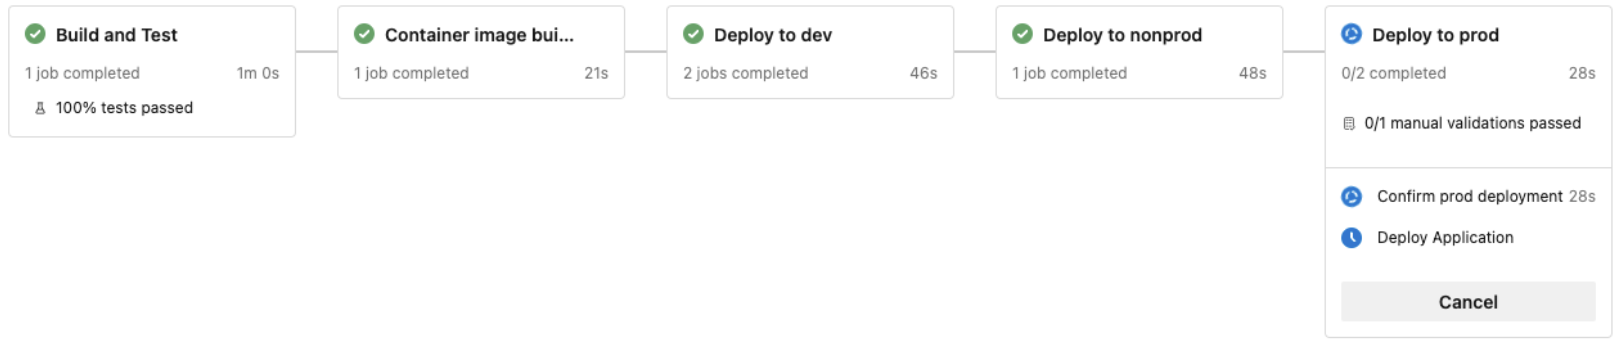 Build and Test
1 job completed 1m 0s
100% tests passed
Container image bui...
1 job completed 21s
Deploy to dev
2 jobs completed 46s
Deploy to nonprod
1 job completed 48s
Deploy to prod
0/2 completed 28s
0/1 manual validations passed
Confirm prod deployment 28s
Deploy Application
Cancel